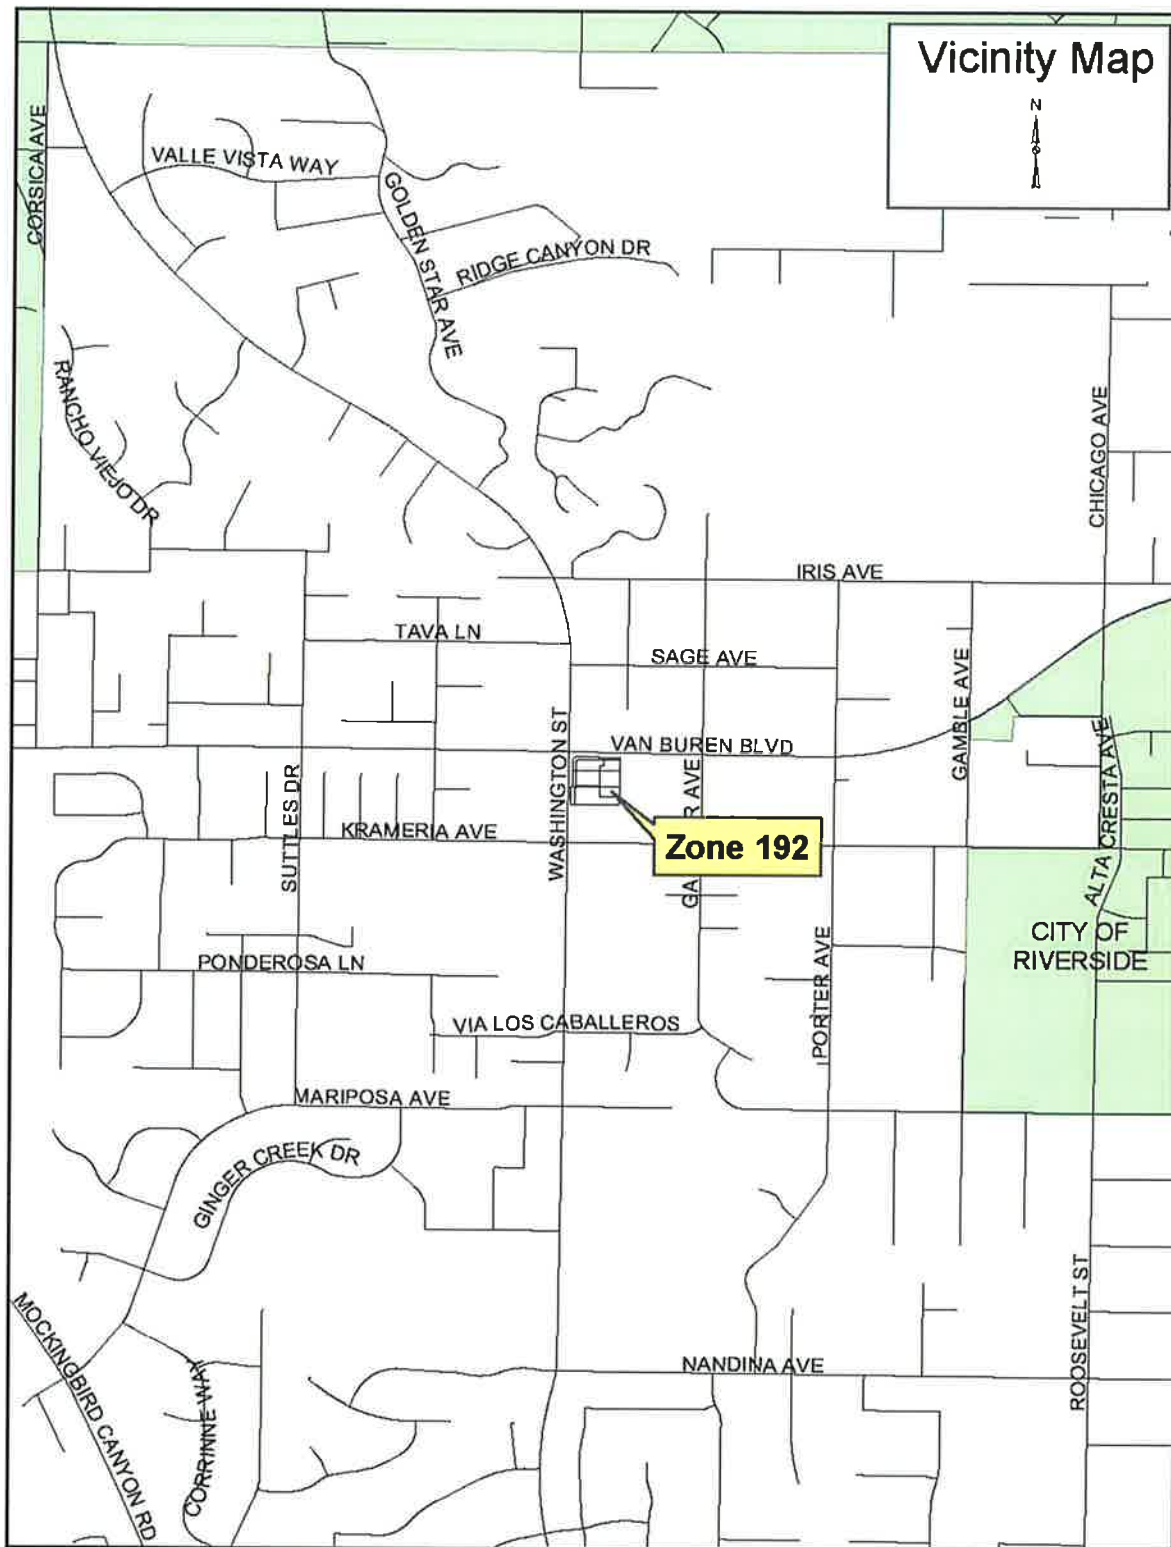 Vicinity Map
N
CORSICA AVE
VALLE VISTA WAY
GOLDEN STAR AVE
RIDGE CANYON DR
RANCHO VIEJO DR
CHICAGO AVE
IRIS AVE
TAVA LN
SAGE AVE
GAMBLE AVE
WASHINGTON ST
VAN BUREN BLVD
SUTTLES DR
KRAMERIA AVE
Zone 192
ALTA CRESTA AVE
CITY OF
RIVERSIDE
PONDEROSA LN
PORTER AVE
VIA LOS CABALLEROS
MARIPOSA AVE
GINGER CREEK DR
MOCKINGBIRD CANYON RD
CORRINNE WAY
NANDINA AVE
ROOSEVELT ST